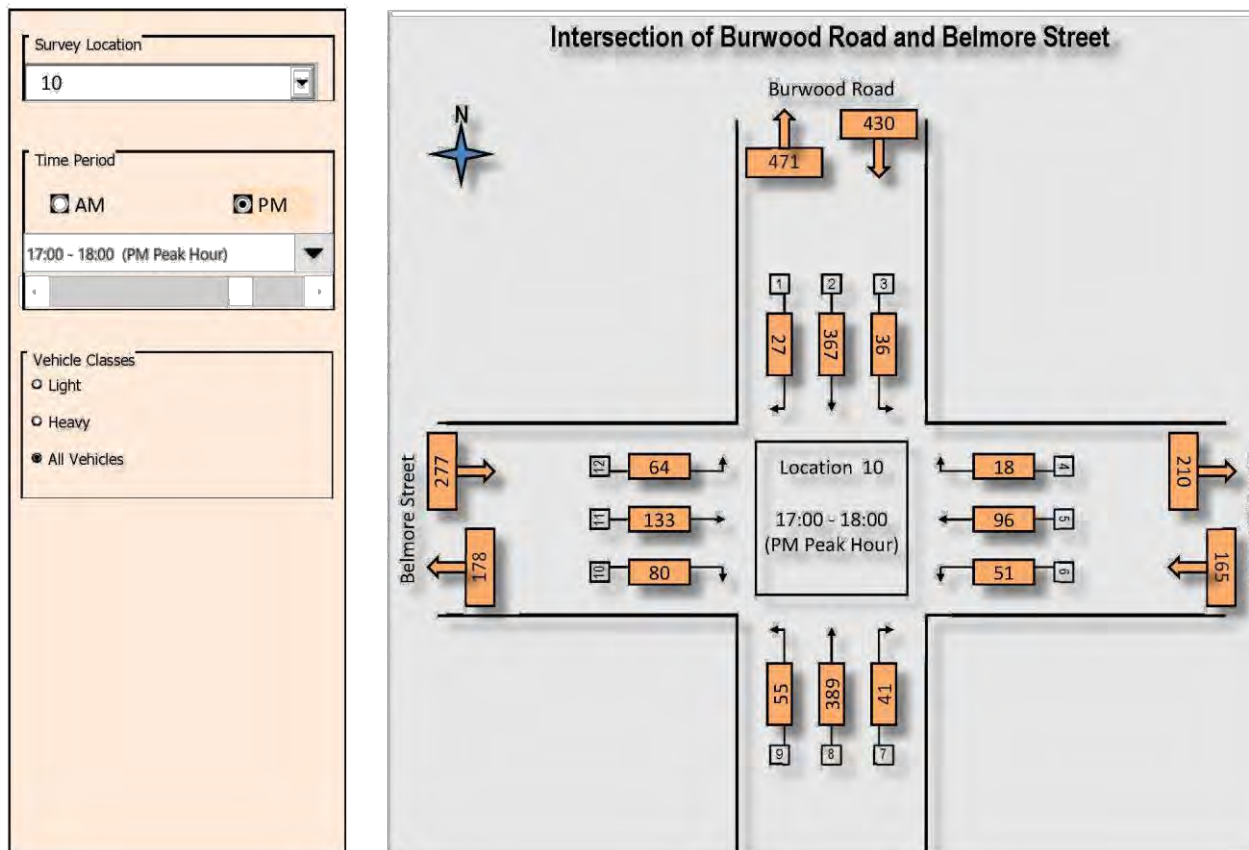 Survey Location
10
Time Period
AM
PM
17:00 - 18:00 (PM Peak Hour)
Vehicle Classes
Light
Heavy
All Vehicles
Intersection of Burwood Road and Belmore Street
Burwood Road
N
430
471
1
2
3
27
367
36
Belmore Street
277
178
12
64
11
133
10
80
Location 10
17:00 - 18:00
(PM Peak Hour)
18
4
96
5
51
6
210
165
55
389
41
9
8
7